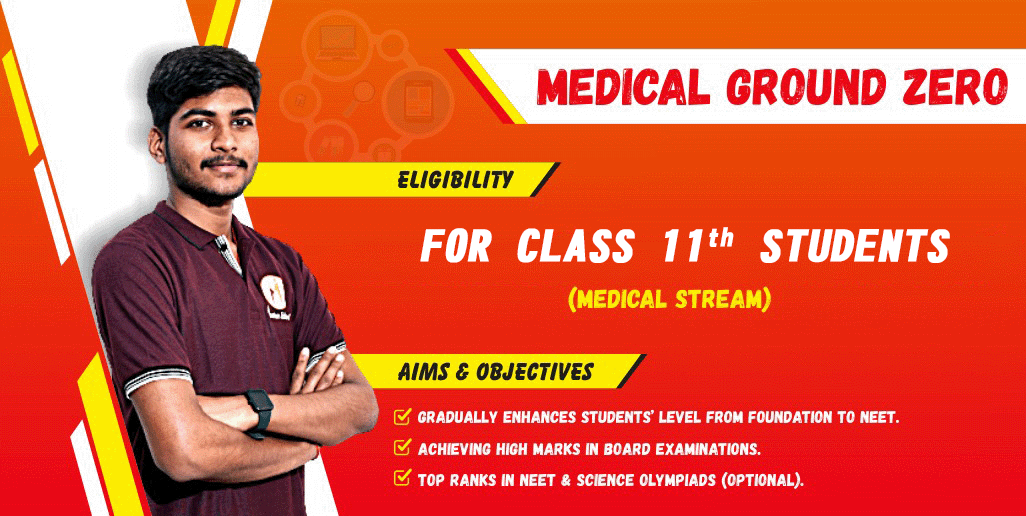 MEDICAL GROUND ZERO
ELIGIBILITY
FOR CLASS 11th STUDENTS
(MEDICAL STREAM)
AIMS & OBJECTIVES
GRADUALLY ENHANCES STUDENTS' LEVEL FROM FOUNDATION TO NEET.
ACHIEVING HIGH MARKS IN BOARD EXAMINATIONS.
TOP RANKS IN NEET & SCIENCE OLYMPIADS (OPTIONAL).